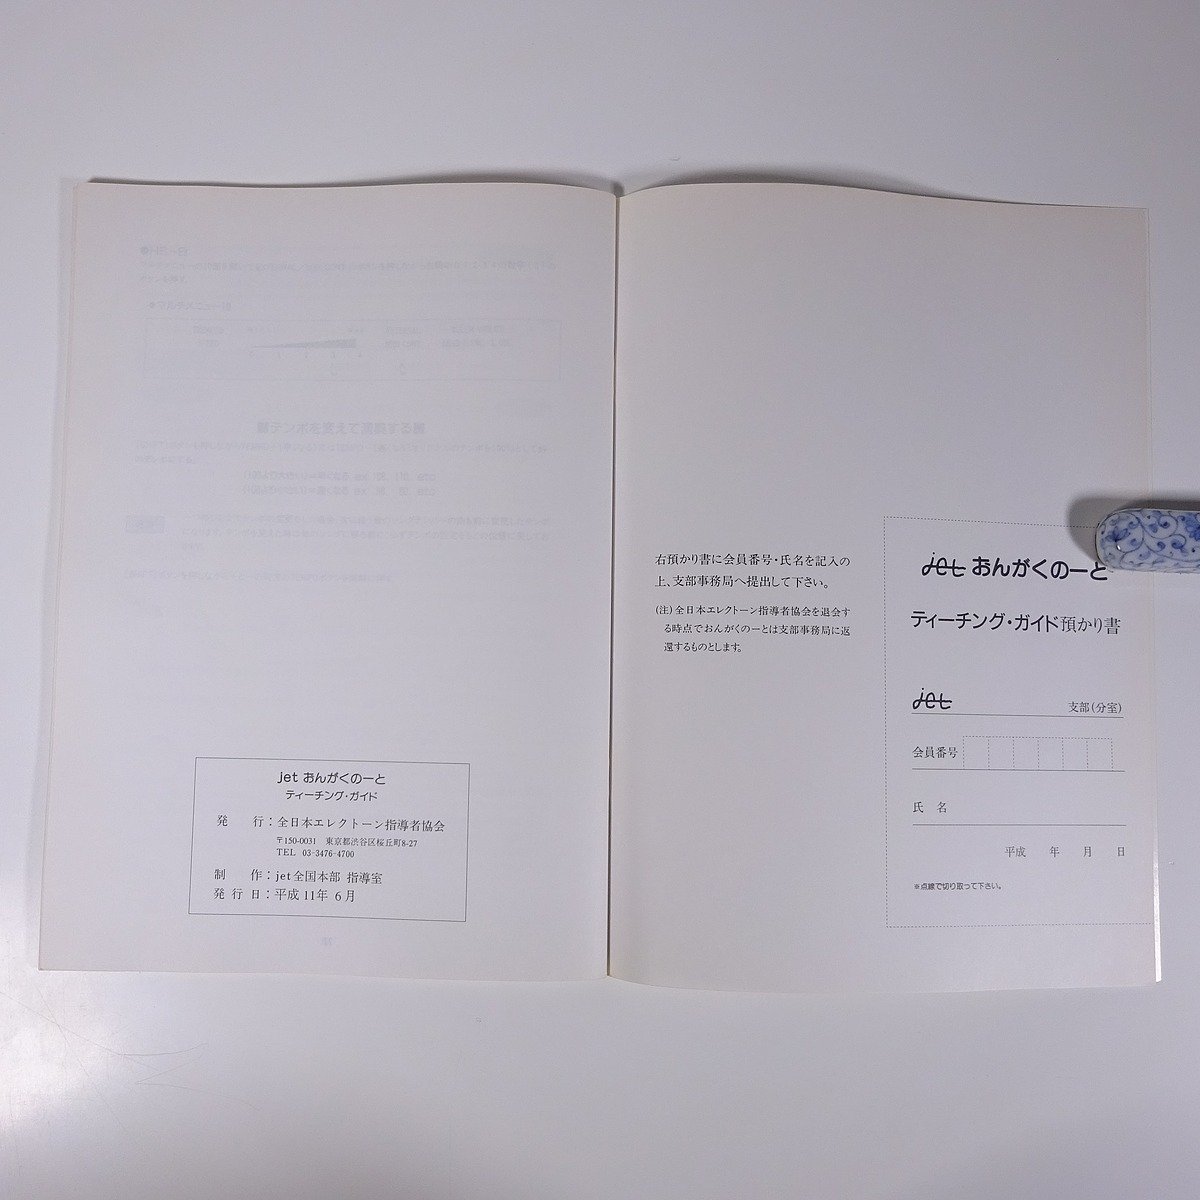 jet おんがくのーと
ティーチング・ガイド
発　行：全日本エレクトーン指導者協会
〒150-0031　東京都渋谷区桜丘町8-27
TEL 03-3476-4700
制　作：jet全国本部 指導室
発 行 日：平成 11年 6 月
右預かり書に会員番号・氏名を記入の
上、支部事務局へ提出して下さい。
(注) 全日本エレクトーン指導者協会を退会す
る時点でおんがくのーとは支部事務局に返
還するものとします。
jet おんがくのーと
ティーチング・ガイド預かり書
jet　支部(分室)
会員番号
氏　名
平成　年　月　日
※点線で切り取って下さい。